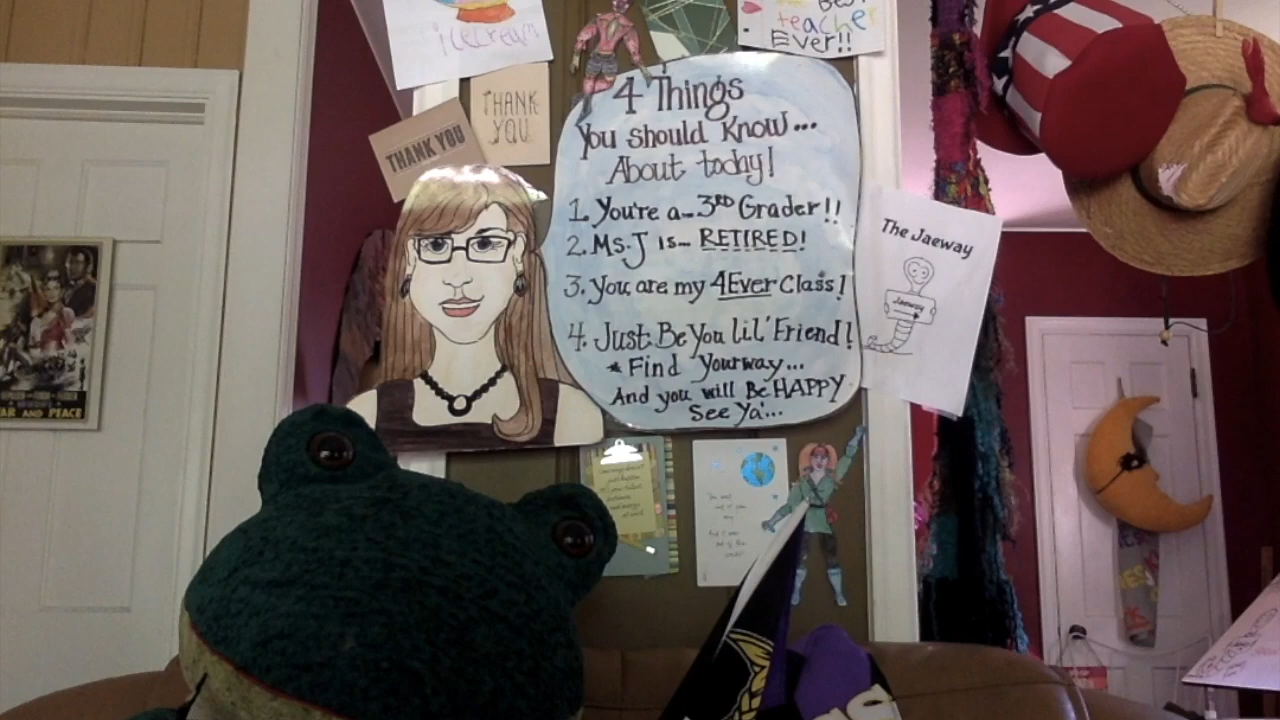 icecream
Best
teacher
Ever!!
THANK
YOU
THANK YOU
4 Things
You should Know...
About today!
1. You're a 3RD Grader!!
2. Ms. J is RETIRED!
3. You are my 4Ever Class!
4. Just Be You Lil' Friend!
* Find Your way...
And you will Be HAPPY
See Ya'...
The Jaeway
Jaeway
WAR AND PEACE